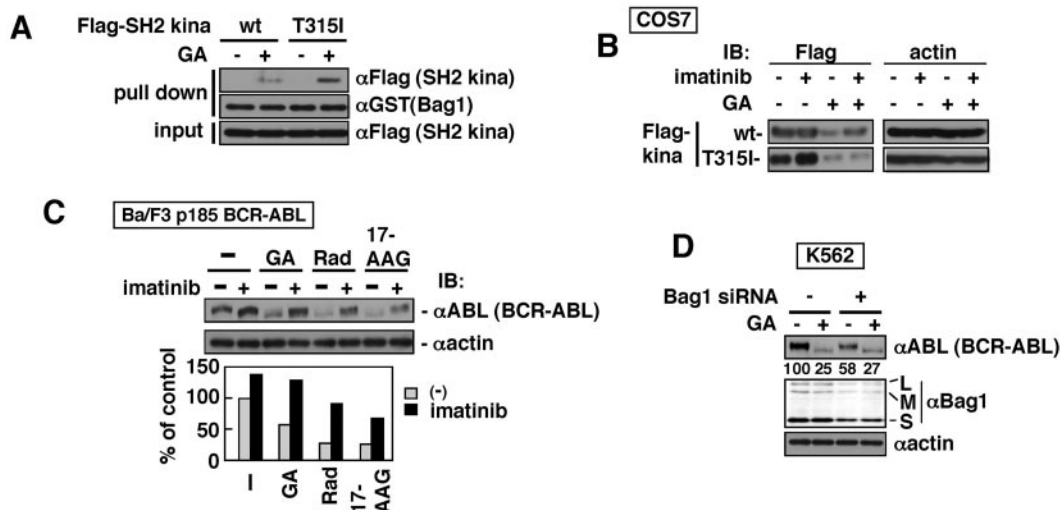 A
Flag-SH2 kina wt T315I
GA - + - +
pull down
αFlag (SH2 kina)
αGST(Bag1)
input αFlag (SH2 kina)
B
COS7
IB: Flag actin
imatinib - + - + - + - +
GA - - + + - - + +
Flag-kina
wt-
T315I-
C
Ba/F3 p185 BCR-ABL
- GA Rad 17-AAG
imatinib - + - + - + - + IB:
- αABL (BCR-ABL)
- αactin
% of control
150
100
50
0
(-)
imatinib
I GA Rad 17-AAG
D
K562
Bag1 siRNA - +
GA - + - +
αABL (BCR-ABL)
100 25 58 27
L
M αBag1
-S
αactin